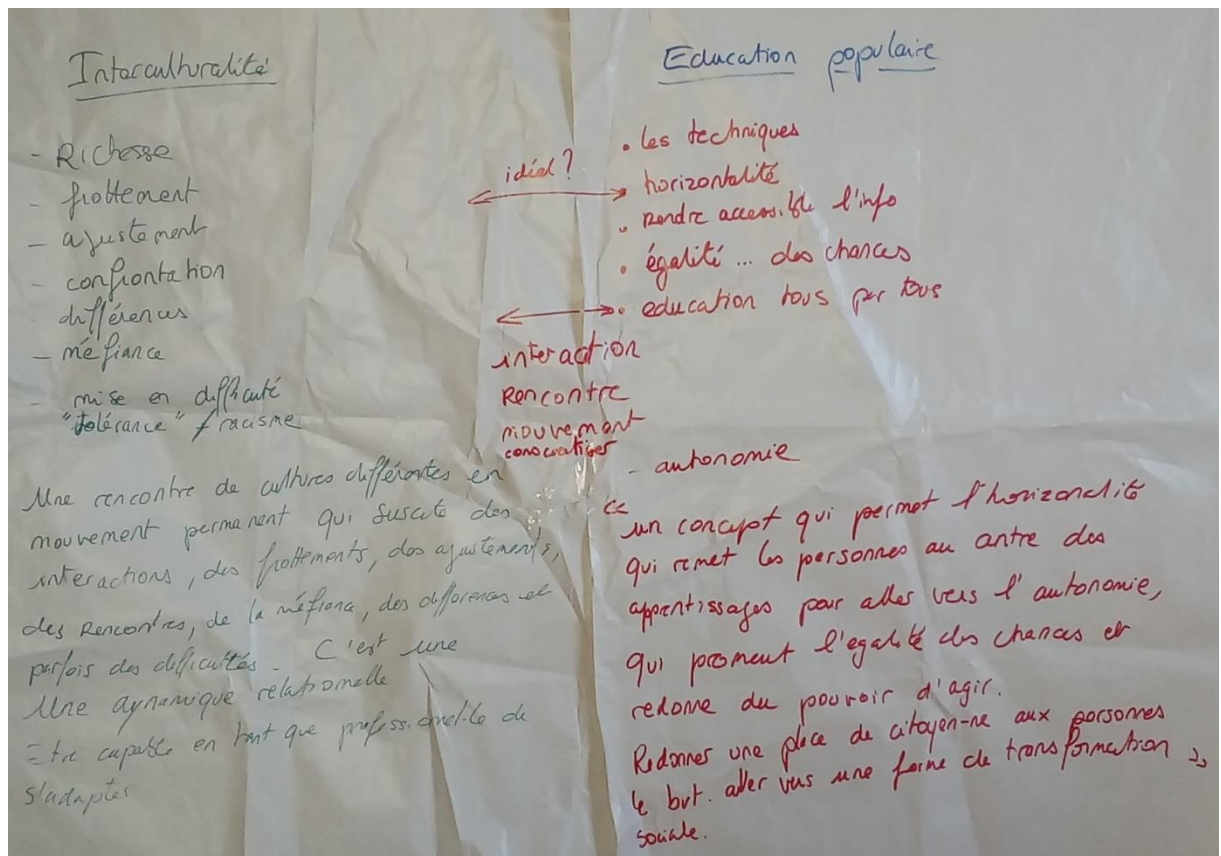 Interculturalité
- Richesse
- frottement
- ajustement
- confrontation
- différences
- méfiance
- mise en difficulté
"tolérance" ≠ racisme
Une rencontre de cultures différentes en
mouvement permanent qui suscite des
interactions, des frottements, des ajustements,
des Rencontres, de la méfiance, des différences et
parfois des difficultés - C'est une
Une dynamique relationnelle
Être capable en tant que professionel-le de
s'adapter
idéal ?
interaction
Rencontre
mouvement
Education populaire
• les techniques
horizontalité
• rendre accessible l'info
• égalité ... des chances
• education tous par tous
- autonomie
"un concept qui permet l'horizonalité
qui remet les personnes au centre des
apprentissages pour aller vers l'autonomie,
qui promeut l'égalité des chances et
redonne du pouvoir d'agir.
Redonner une place de citoyen-ne aux personnes
le but. aller vers une forme de transformation
sociale.